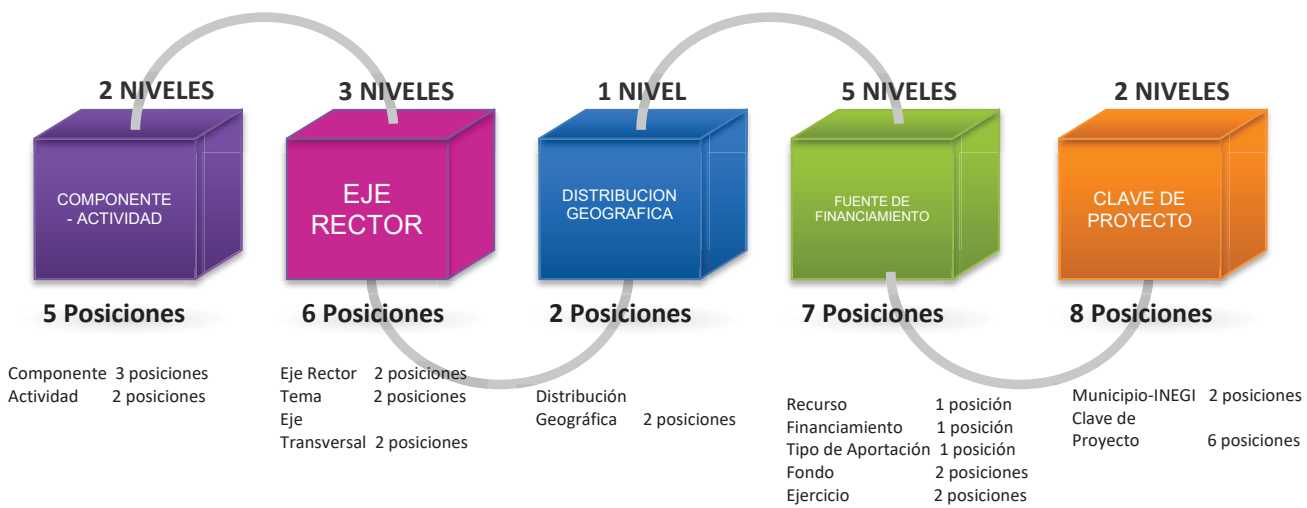 2 NIVELES
COMPONENTE
- ACTIVIDAD
5 Posiciones
Componente 3 posiciones
Actividad 2 posiciones
3 NIVELES
EJE
RECTOR
6 Posiciones
Eje Rector 2 posiciones
Tema 2 posiciones
Eje
Transversal 2 posiciones
1 NIVEL
DISTRIBUCION
GEOGRAFICA
2 Posiciones
Distribución
Geográfica 2 posiciones
5 NIVELES
FUENTE DE
FINANCIAMIENTO
7 Posiciones
Recurso 1 posición
Financiamiento 1 posición
Tipo de Aportación 1 posición
Fondo 2 posiciones
Ejercicio 2 posiciones
2 NIVELES
CLAVE DE
PROYECTO
8 Posiciones
Municipio-INEGI 2 posiciones
Clave de
Proyecto 6 posiciones